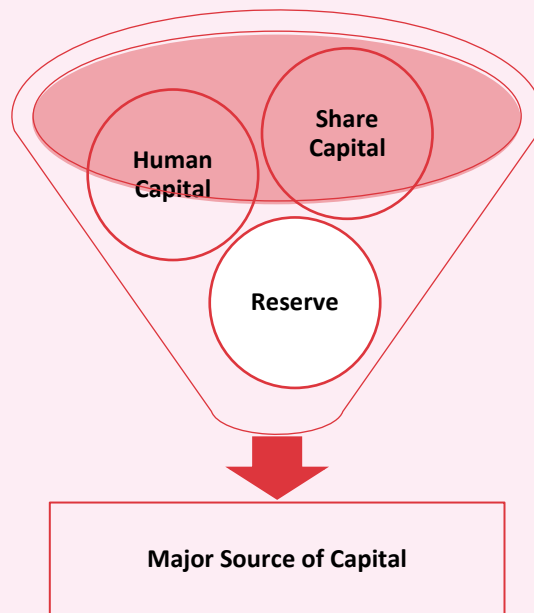 Share
Capital
Human
Capital
Reserve
Major Source of Capital